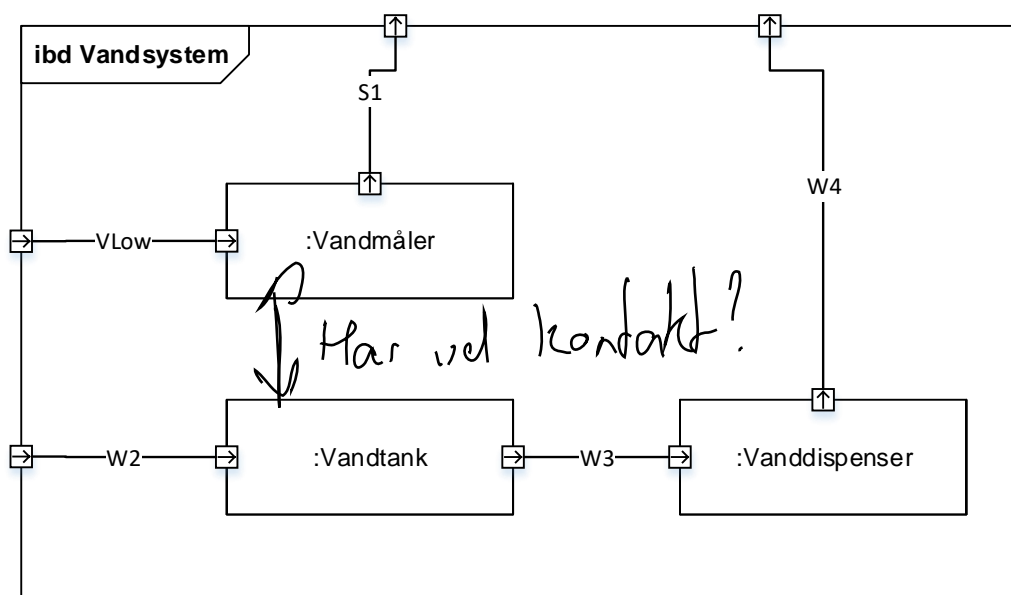 ibd Vandsystem
S1
W4
VLow
:Vandmåler
Har vel kontakt?
W2
:Vandtank
W3
:Vanddispenser